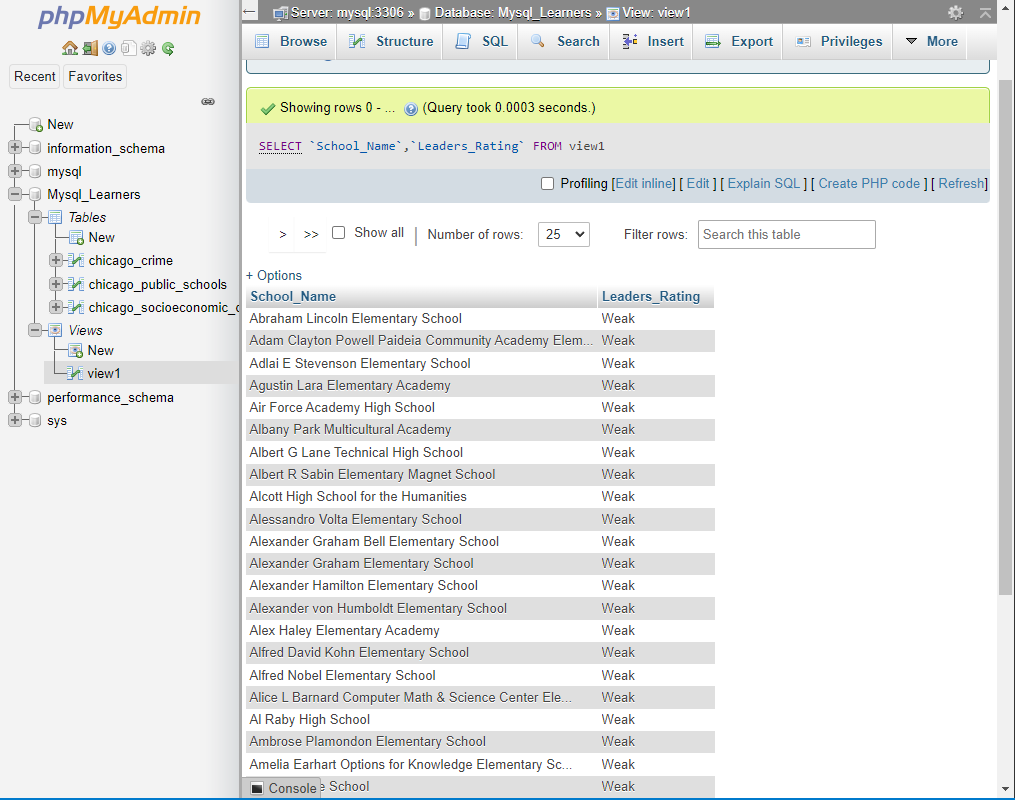 phpMyAdmin
Recent Favorites
New
information_schema
mysql
Mysql_Learners
Tables
New
chicago_crime
chicago_public_schools
chicago_socioeconomic_
Views
New
view1
performance_schema
sys
Server: mysql:3306 » Database: Mysql_Learners » View: view1
Browse Structure SQL Search Insert Export Privileges More
Showing rows 0 - ... (Query took 0.0003 seconds.)
SELECT `School_Name`,`Leaders_Rating` FROM view1
Profiling [Edit inline] [ Edit ] [ Explain SQL ] [ Create PHP code ] [ Refresh]
> >> Show all | Number of rows: 25 Filter rows: Search this table
+ Options
School_Name Leaders_Rating
Abraham Lincoln Elementary School Weak
Adam Clayton Powell Paideia Community Academy Elem... Weak
Adlai E Stevenson Elementary School Weak
Agustin Lara Elementary Academy Weak
Air Force Academy High School Weak
Albany Park Multicultural Academy Weak
Albert G Lane Technical High School Weak
Albert R Sabin Elementary Magnet School Weak
Alcott High School for the Humanities Weak
Alessandro Volta Elementary School Weak
Alexander Graham Bell Elementary School Weak
Alexander Graham Elementary School Weak
Alexander Hamilton Elementary School Weak
Alexander von Humboldt Elementary School Weak
Alex Haley Elementary Academy Weak
Alfred David Kohn Elementary School Weak
Alfred Nobel Elementary School Weak
Alice L Barnard Computer Math & Science Center Ele... Weak
Al Raby High School Weak
Ambrose Plamondon Elementary School Weak
Amelia Earhart Options for Knowledge Elementary Sc... Weak
Console School Weak